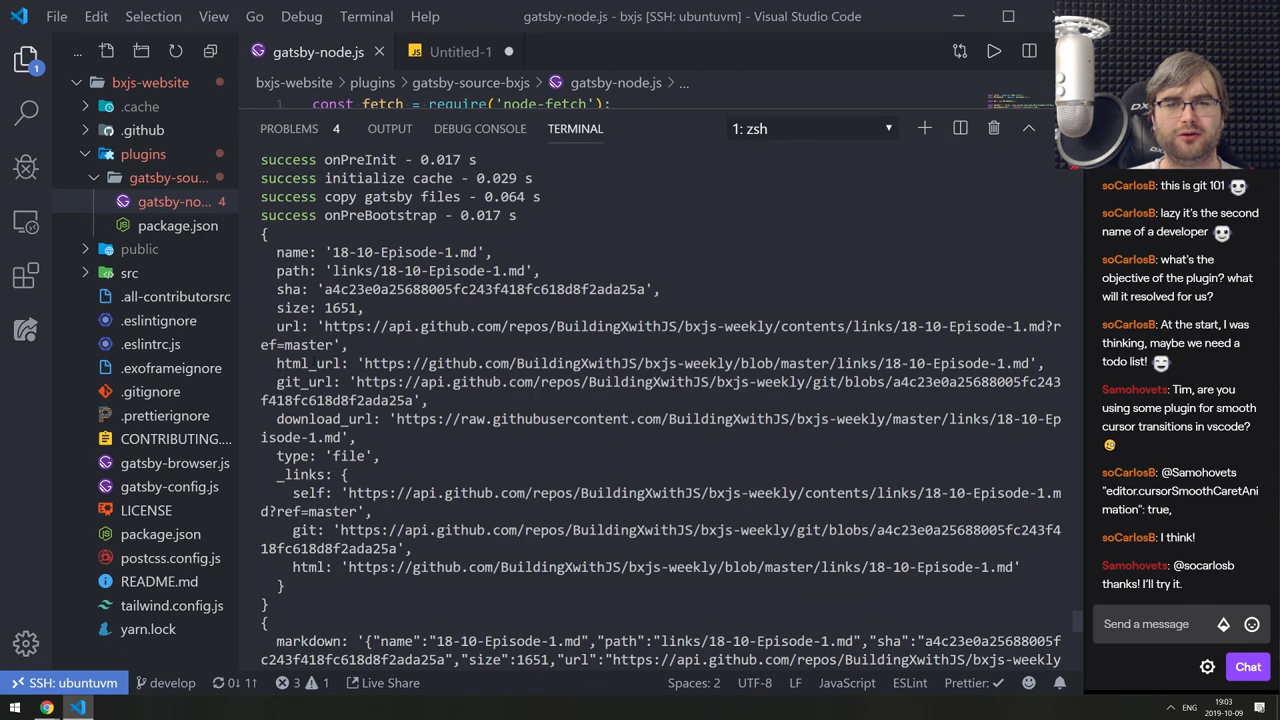 File Edit Selection View Go Debug Terminal Help
gatsby-node.js - bxjs [SSH: ubuntuvm] - Visual Studio Code
...
gatsby-node.js
JS Untitled-1
bxjs-website
.cache
.github
plugins
gatsby-sou...
gatsby-no... 4
package.json
public
src
.all-contributorsrc
.eslintignore
.eslintrc.js
.exoframeignore
.gitignore
.prettierignore
CONTRIBUTING....
gatsby-browser.js
gatsby-config.js
LICENSE
package.json
postcss.config.js
README.md
tailwind.config.js
yarn.lock
1
bxjs-website > plugins > gatsby-source-bxjs > gatsby-node.js > ...
1 const fetch = require('node-fetch');
PROBLEMS 4 OUTPUT DEBUG CONSOLE TERMINAL 1: zsh
success onPreInit - 0.017 s
success initialize cache - 0.029 s
success copy gatsby files - 0.064 s
success onPreBootstrap - 0.017 s
{
name: '18-10-Episode-1.md',
path: 'links/18-10-Episode-1.md',
sha: 'a4c23e0a25688005fc243f418fc618d8f2ada25a',
size: 1651,
url: 'https://api.github.com/repos/BuildingXwithJS/bxjs-weekly/contents/links/18-10-Episode-1.md?r
ef=master',
html_url: 'https://github.com/BuildingXwithJS/bxjs-weekly/blob/master/links/18-10-Episode-1.md',
git_url: 'https://api.github.com/repos/BuildingXwithJS/bxjs-weekly/git/blobs/a4c23e0a25688005fc243
f418fc618d8f2ada25a',
download_url: 'https://raw.githubusercontent.com/BuildingXwithJS/bxjs-weekly/master/links/18-10-Ep
isode-1.md',
type: 'file',
_links: {
self: 'https://api.github.com/repos/BuildingXwithJS/bxjs-weekly/contents/links/18-10-Episode-1.m
d?ref=master',
git: 'https://api.github.com/repos/BuildingXwithJS/bxjs-weekly/git/blobs/a4c23e0a25688005fc243f4
18fc618d8f2ada25a',
html: 'https://github.com/BuildingXwithJS/bxjs-weekly/blob/master/links/18-10-Episode-1.md'
}
}
{
markdown: '{"name":"18-10-Episode-1.md","path":"links/18-10-Episode-1.md","sha":"a4c23e0a25688005f
c243f418fc618d8f2ada25a","size":1651,"url":"https://api.github.com/repos/BuildingXwithJS/bxjs-weekly
soCarlosB: this is git 101
soCarlosB: lazy it's the second
name of a developer
soCarlosB: what's the
objective of the plugin? what
will it resolved for us?
soCarlosB: At the start, I was
thinking, maybe we need a
todo list!
Samohovets: Tim, are you
using some plugin for smooth
cursor transitions in vscode?
soCarlosB: @Samohovets
"editor.cursorSmoothCaretAni
mation": true,
soCarlosB: I think!
Samohovets: @socarlosb
thanks! I'll try it.
Send a message
Chat
SSH: ubuntuvm develop 0↓ 1↑ 3 1 Live Share Spaces: 2 UTF-8 LF JavaScript ESLint Prettier: ✓
ENG
19:03
2019-10-09